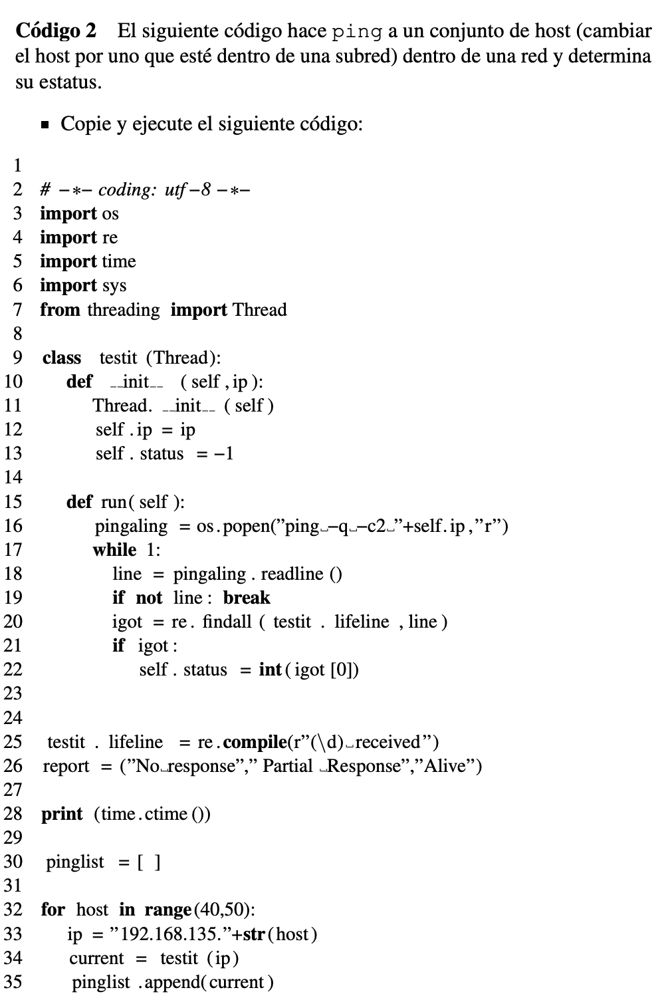 Código 2 El siguiente código hace ping a un conjunto de host (cambiar
el host por uno que esté dentro de una subred) dentro de una red y determina
su estatus.
▪ Copie y ejecute el siguiente código:
1
2 # −*− coding: utf−8 −*−
3 import os
4 import re
5 import time
6 import sys
7 from threading import Thread
8
9 class testit (Thread):
10 def __init__ ( self ,ip ):
11 Thread. __init__ ( self )
12 self .ip = ip
13 self . status = −1
14
15 def run( self ):
16 pingaling = os.popen(”ping␣−q␣−c2␣”+self.ip,”r”)
17 while 1:
18 line = pingaling . readline ()
19 if not line : break
20 igot = re. findall ( testit . lifeline , line )
21 if igot :
22 self . status = int( igot [0])
23
24
25 testit . lifeline = re.compile(r”(\d)␣received”)
26 report = (”No␣response”,” Partial ␣Response”,”Alive”)
27
28 print (time.ctime ())
29
30 pinglist = [ ]
31
32 for host in range(40,50):
33 ip = ”192.168.135.”+str(host)
34 current = testit (ip)
35 pinglist .append(current)